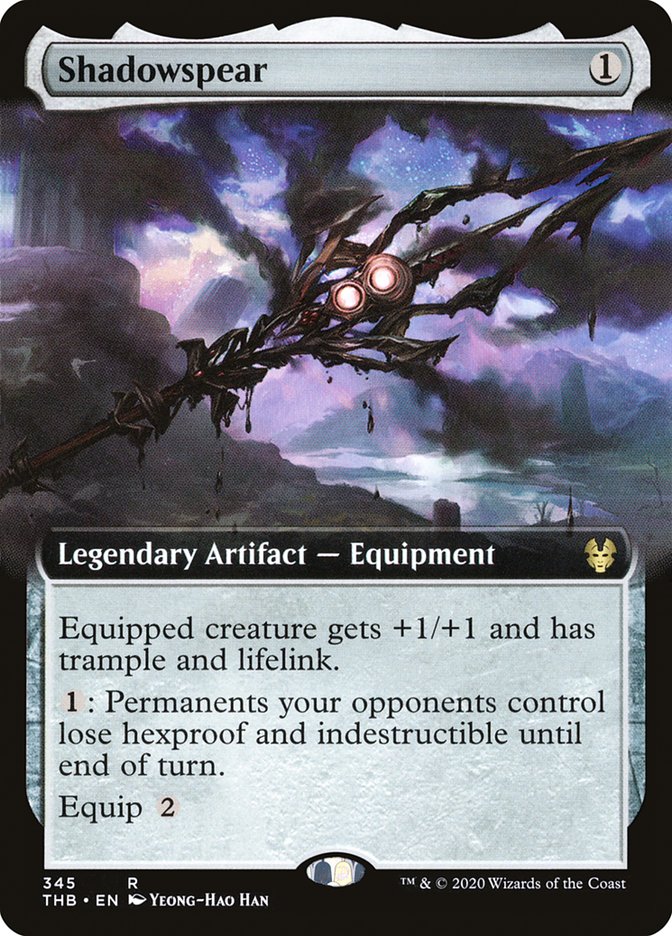 Shadowspear 1
Legendary Artifact — Equipment
Equipped creature gets +1/+1 and has
trample and lifelink.
1: Permanents your opponents control
lose hexproof and indestructible until
end of turn.
Equip 2
345 R
THB • EN Yeong-Hao Han
™ & © 2020 Wizards of the Coast